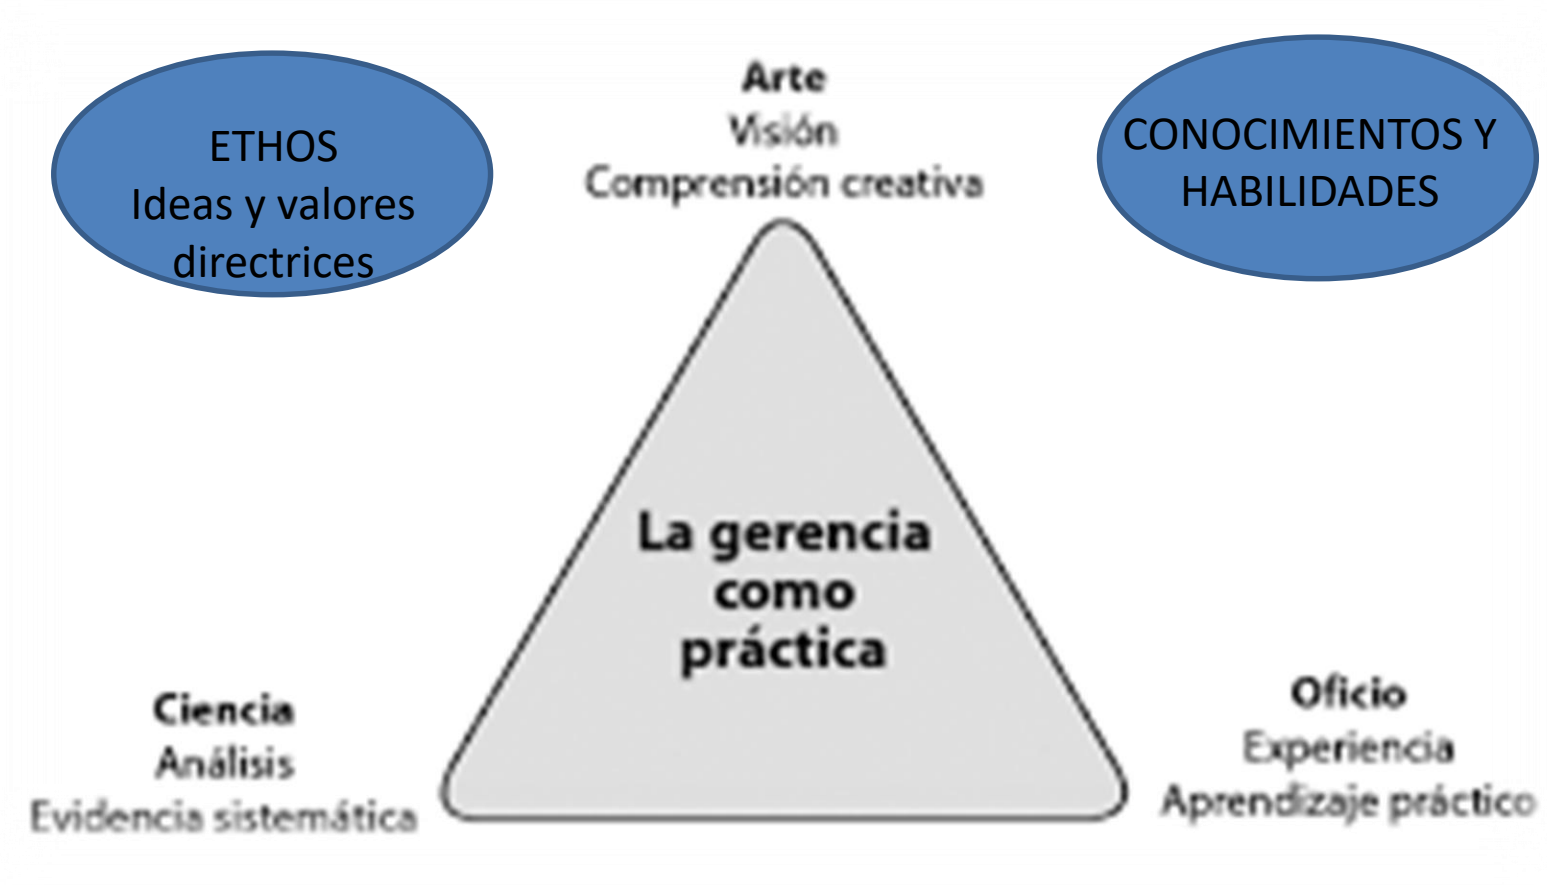 ETHOS
Ideas y valores
directrices
Arte
Visión
Comprensión creativa
CONOCIMIENTOS Y
HABILIDADES
La gerencia
como
práctica
Ciencia
Análisis
Evidencia sistemática
Oficio
Experiencia
Aprendizaje práctico